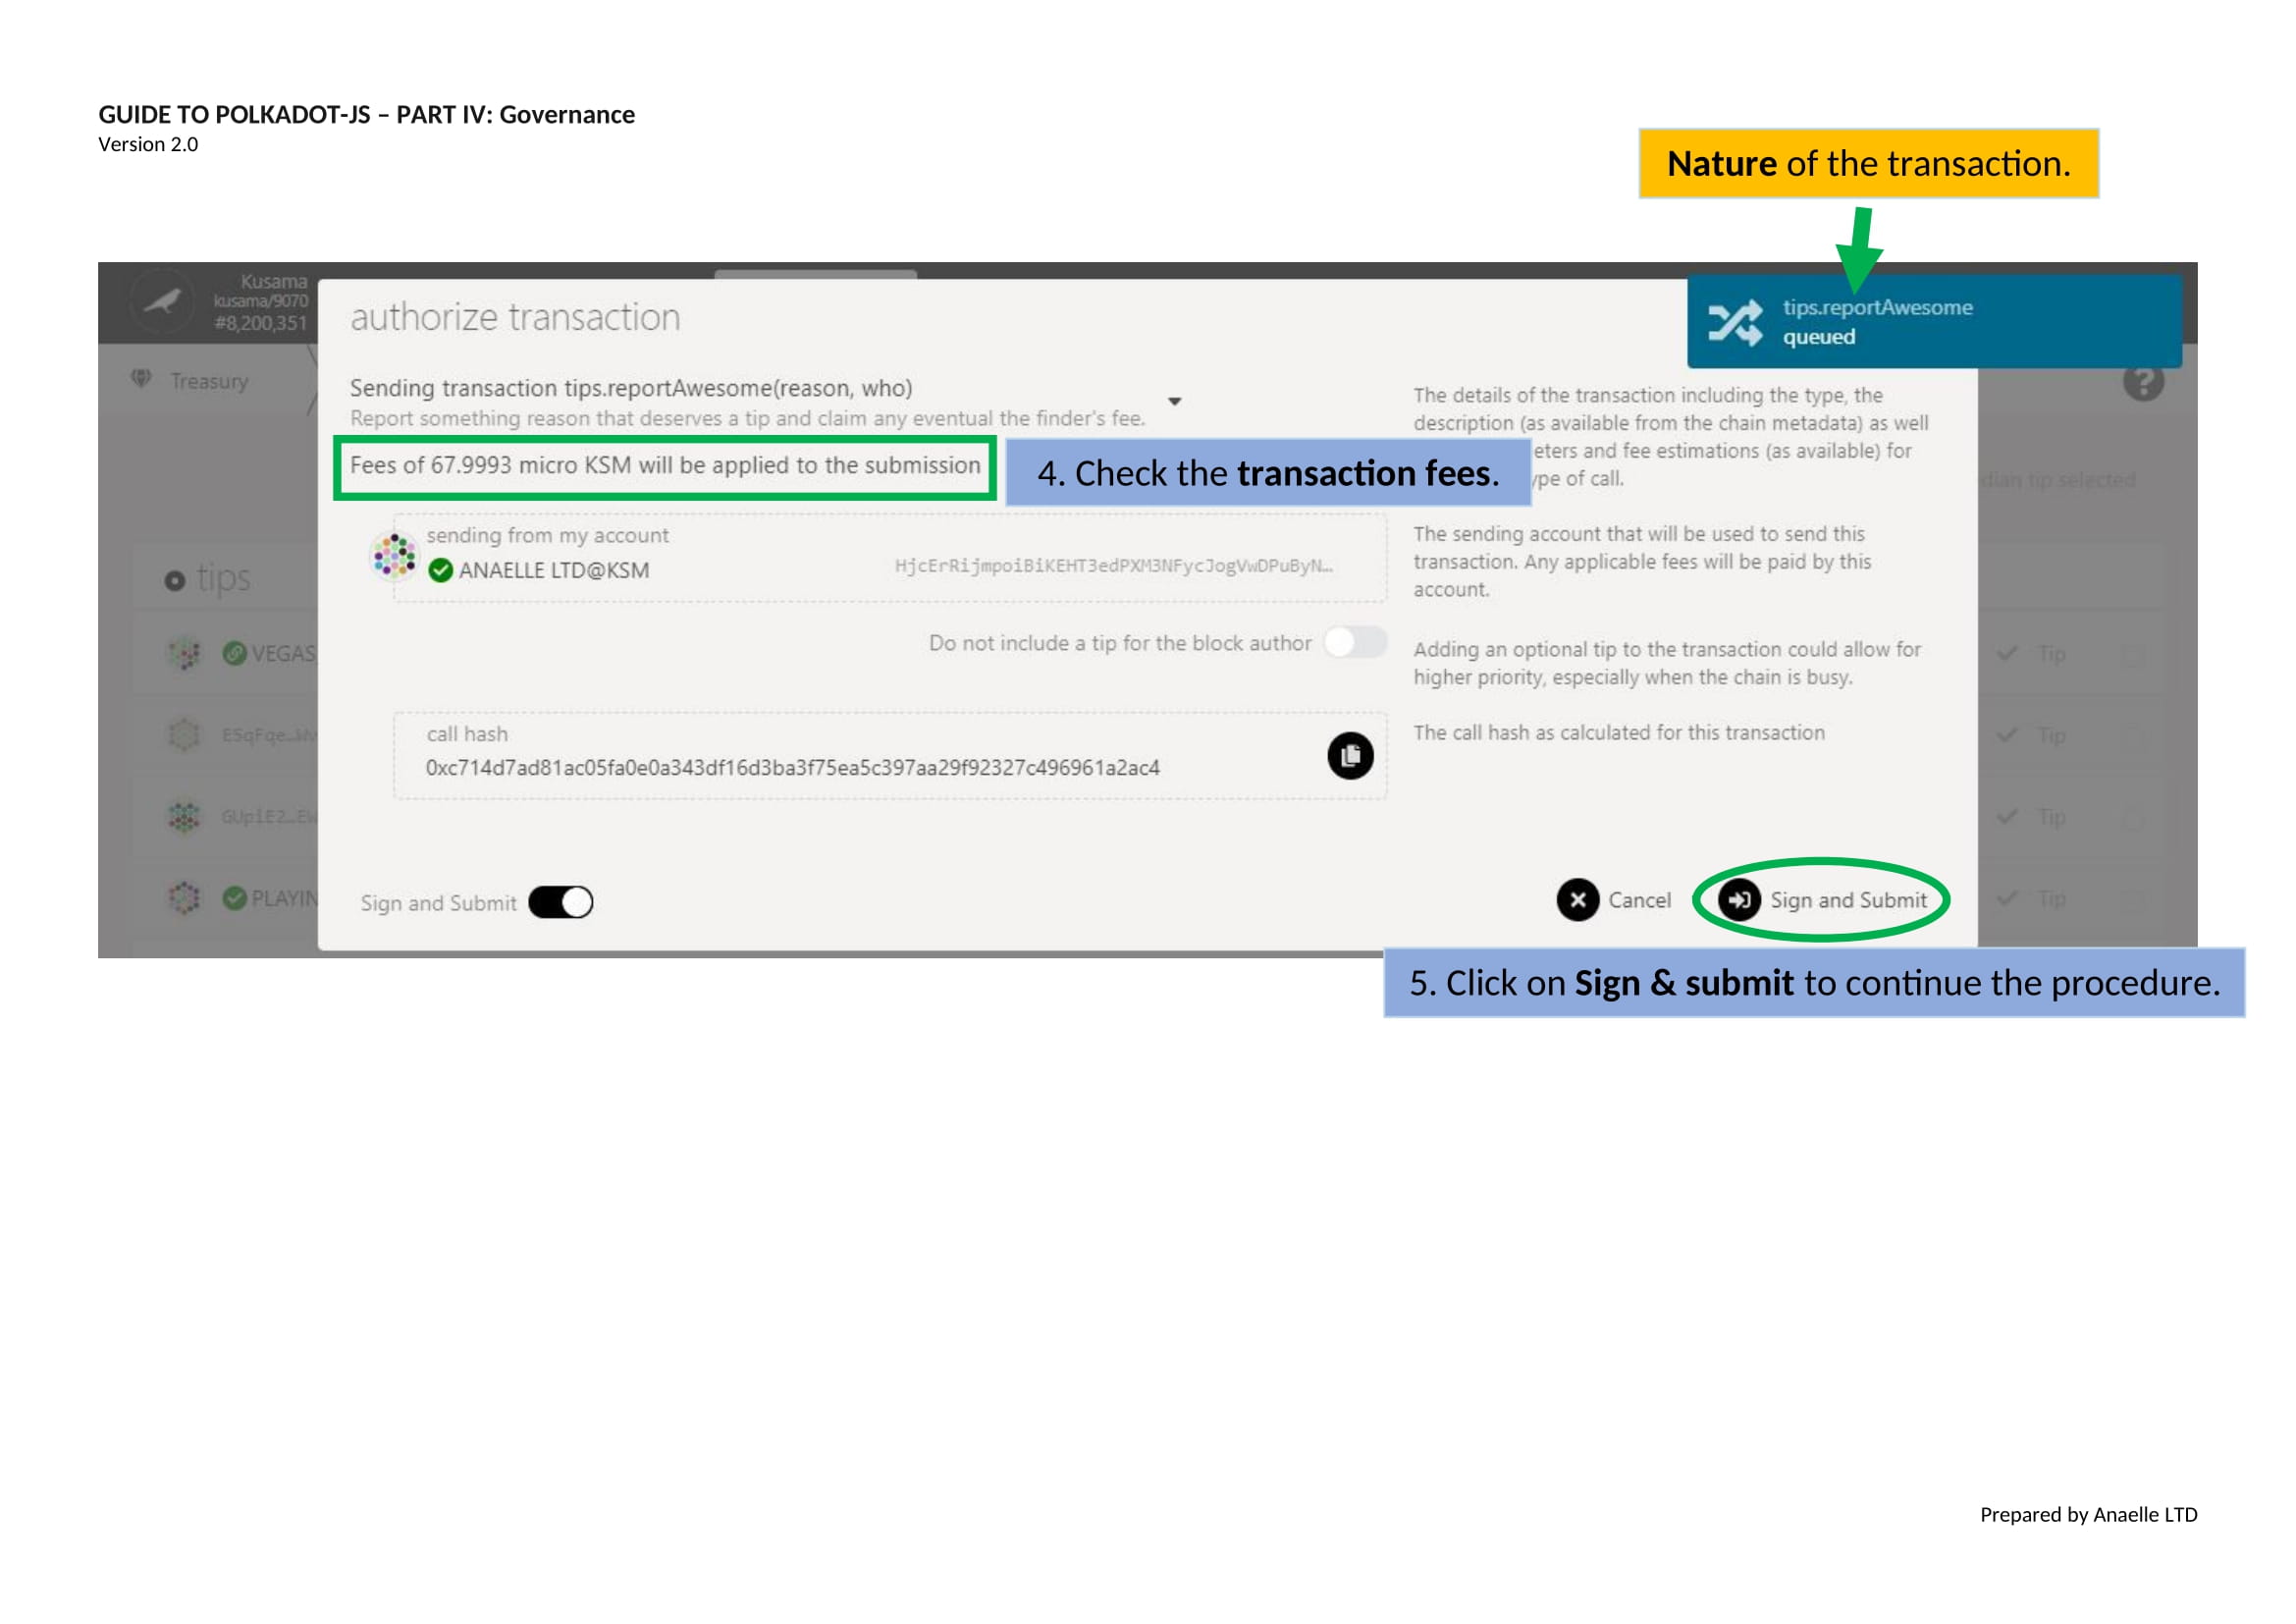 GUIDE TO POLKADOT-JS – PART IV: Governance
Version 2.0
Nature of the transaction.
Kusama
kusama/9070
#8,200,351
authorize transaction
tips.reportAwesome
queued
Treasury
Sending transaction tips.reportAwesome(reason, who)
Report something reason that deserves a tip and claim any eventual the finder's fee.
Fees of 67.9993 micro KSM will be applied to the submission
4. Check the transaction fees.
The details of the transaction including the type, the
description (as available from the chain metadata) as well
eters and fee estimations (as available) for
ype of call.
dian tip selected
sending from my account
ANAELLE LTD@KSM
HjcErRijmpoiBiKEHT3edPXM3NFycJogVwDPuByN…
The sending account that will be used to send this
transaction. Any applicable fees will be paid by this
account.
tips
Do not include a tip for the block author
Adding an optional tip to the transaction could allow for
higher priority, especially when the chain is busy.
VEGAS
Tip
call hash
0xc714d7ad81ac05fa0e0a343df16d3ba3f75ea5c397aa29f92327c496961a2ac4
The call hash as calculated for this transaction
Tip
Tip
PLAYIN
Tip
Sign and Submit
Cancel
Sign and Submit
5. Click on Sign & submit to continue the procedure.
Prepared by Anaelle LTD